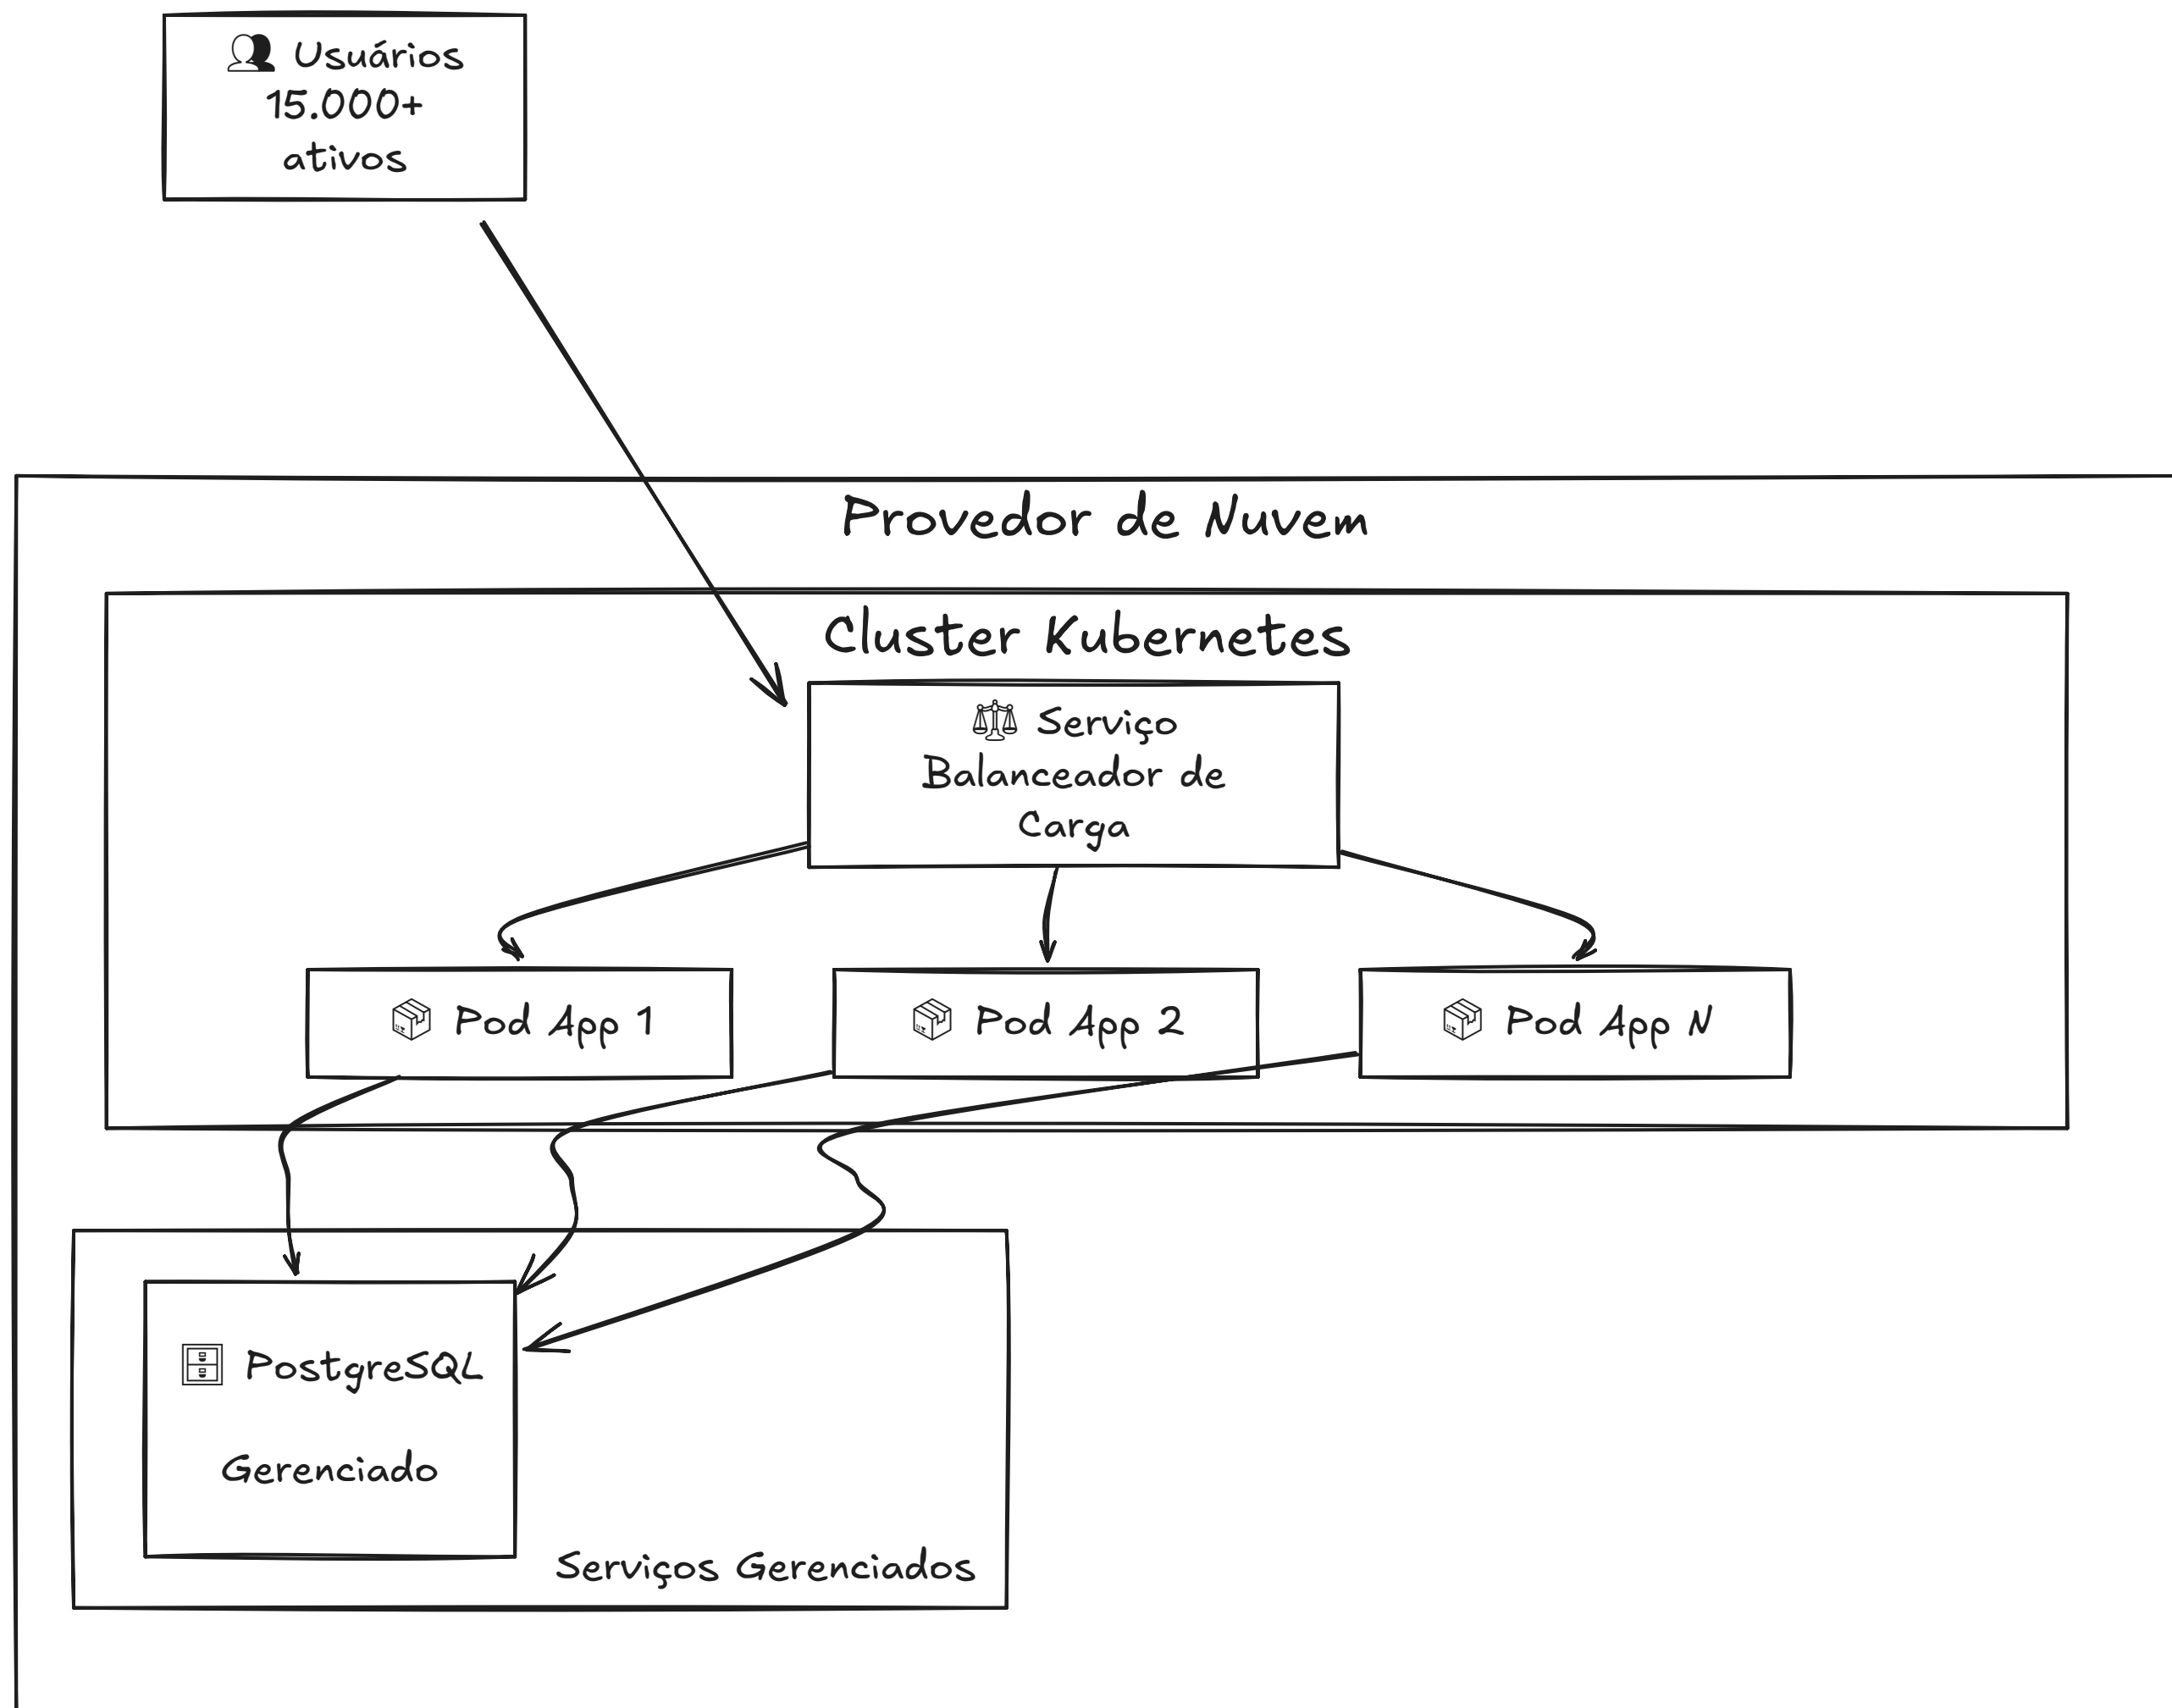 👥 Usuários
15.000+
ativos
Provedor de Nuvem
Cluster Kubernetes
⚖ Serviço
Balanceador de
Carga
📦 Pod App 1
📦 Pod App 2
📦 Pod App N
🗄 PostgreSQL
Gerenciado
Serviços Gerenciados